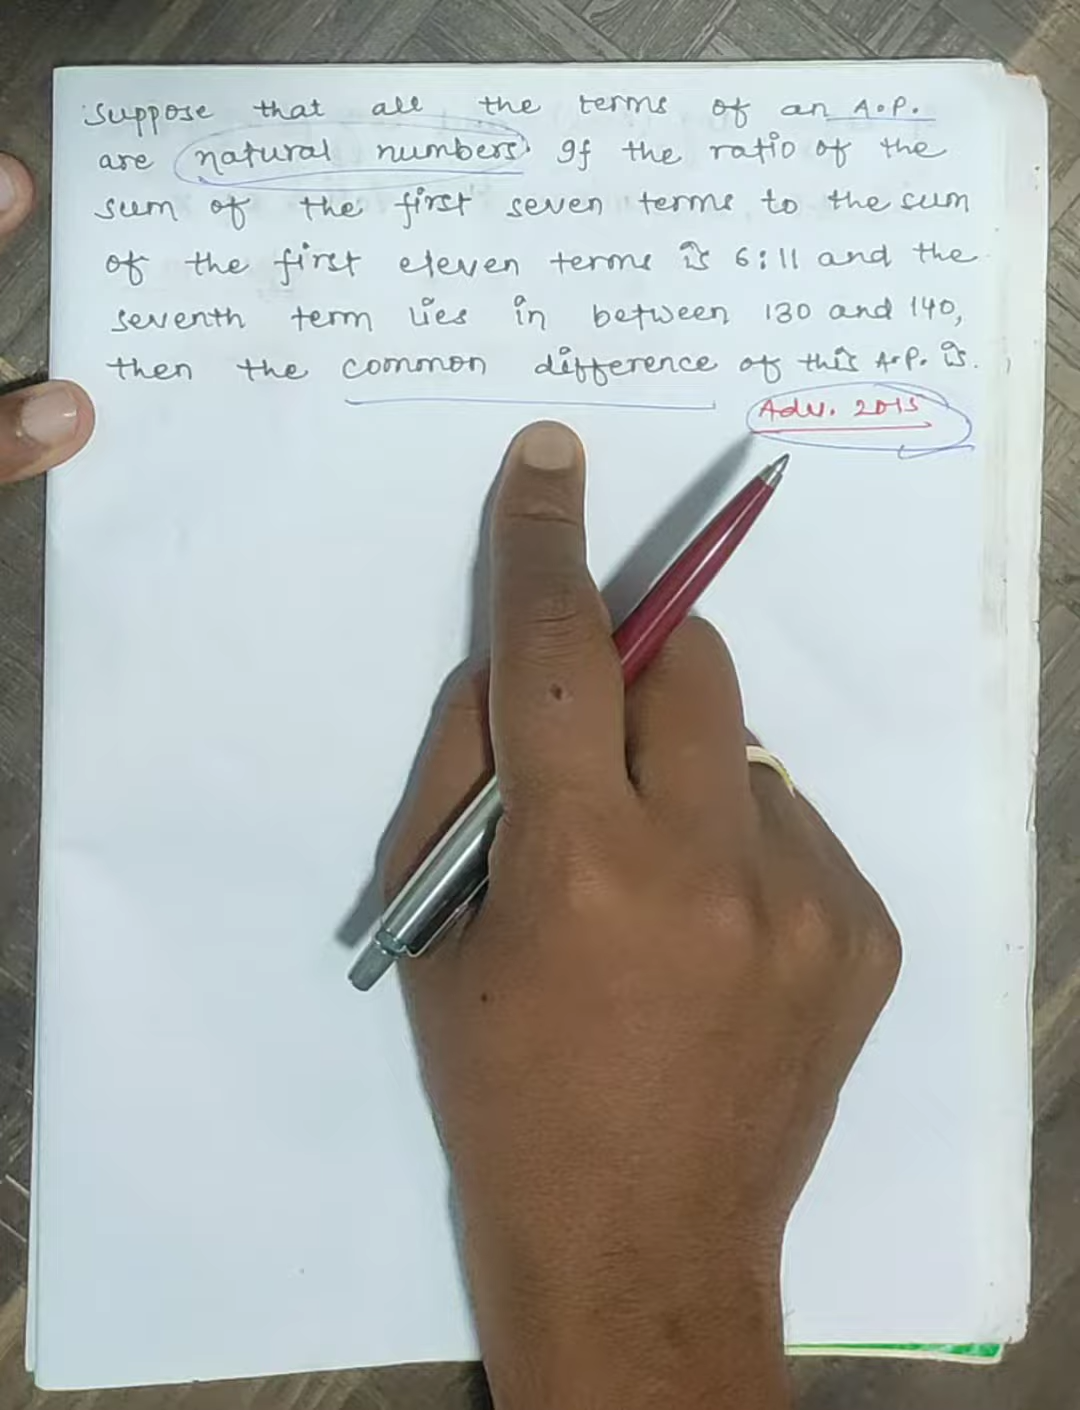 Suppose that all the terms of an A.P.
are natural numbers. If the ratio of the
sum of the first seven terms to the sum
of the first eleven terms is 6:11 and the
seventh term lies in between 130 and 140,
then the common difference of this A.P. is.
Adv. 2015